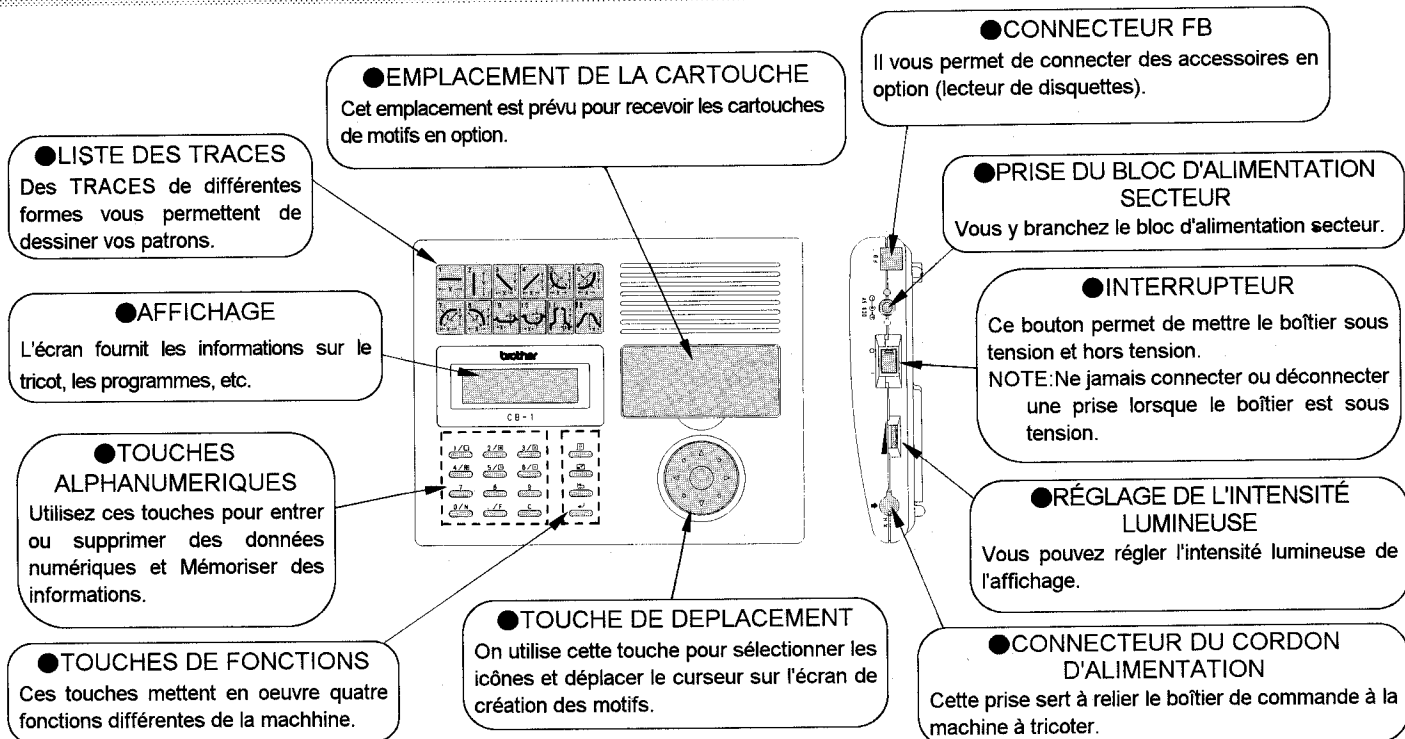 ●CONNECTEUR FB
Il vous permet de connecter des accessoires en
option (lecteur de disquettes).
●EMPLACEMENT DE LA CARTOUCHE
Cet emplacement est prévu pour recevoir les cartouches
de motifs en option.
●LISTE DES TRACES
Des TRACES de différentes
formes vous permettent de
dessiner vos patrons.
●PRISE DU BLOC D'ALIMENTATION
SECTEUR
Vous y branchez le bloc d'alimentation secteur.
●AFFICHAGE
L'écran fournit les informations sur le
tricot, les programmes, etc.
●INTERRUPTEUR
Ce bouton permet de mettre le boîtier sous
tension et hors tension.
NOTE:Ne jamais connecter ou déconnecter
une prise lorsque le boîtier est sous
tension.
brother
CB-1
●TOUCHES
ALPHANUMERIQUES
Utilisez ces touches pour entrer
ou supprimer des données
numériques et Mémoriser des
informations.
●RÉGLAGE DE L'INTENSITÉ
LUMINEUSE
Vous pouvez régler l'intensité lumineuse de
l'affichage.
●TOUCHES DE FONCTIONS
Ces touches mettent en oeuvre quatre
fonctions différentes de la machhine.
●TOUCHE DE DEPLACEMENT
On utilise cette touche pour sélectionner les
icônes et déplacer le curseur sur l'écran de
création des motifs.
●CONNECTEUR DU CORDON
D'ALIMENTATION
Cette prise sert à relier le boîtier de commande à la
machine à tricoter.